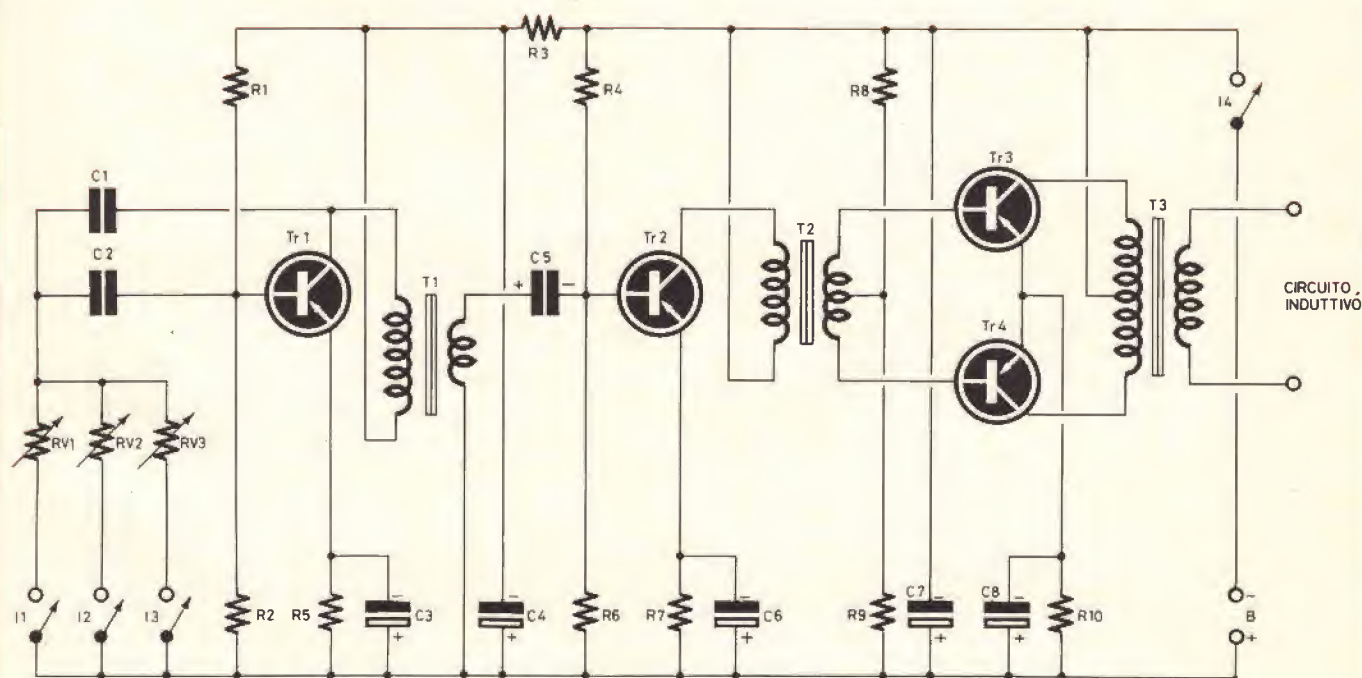 R3
R1
R4
R8
I4
C1
Tr3
C2
Tr1
C5
Tr2
T2
T3
T1
CIRCUITO
INDUTTIVO
+ -
Tr4
RV1
RV2
RV3
I1
I2
I3
R2
R5
-
C3
+
-
C4
+
R6
R7
-
C6
+
R9
C7
-
+
C8
-
+
R10
-
B
+